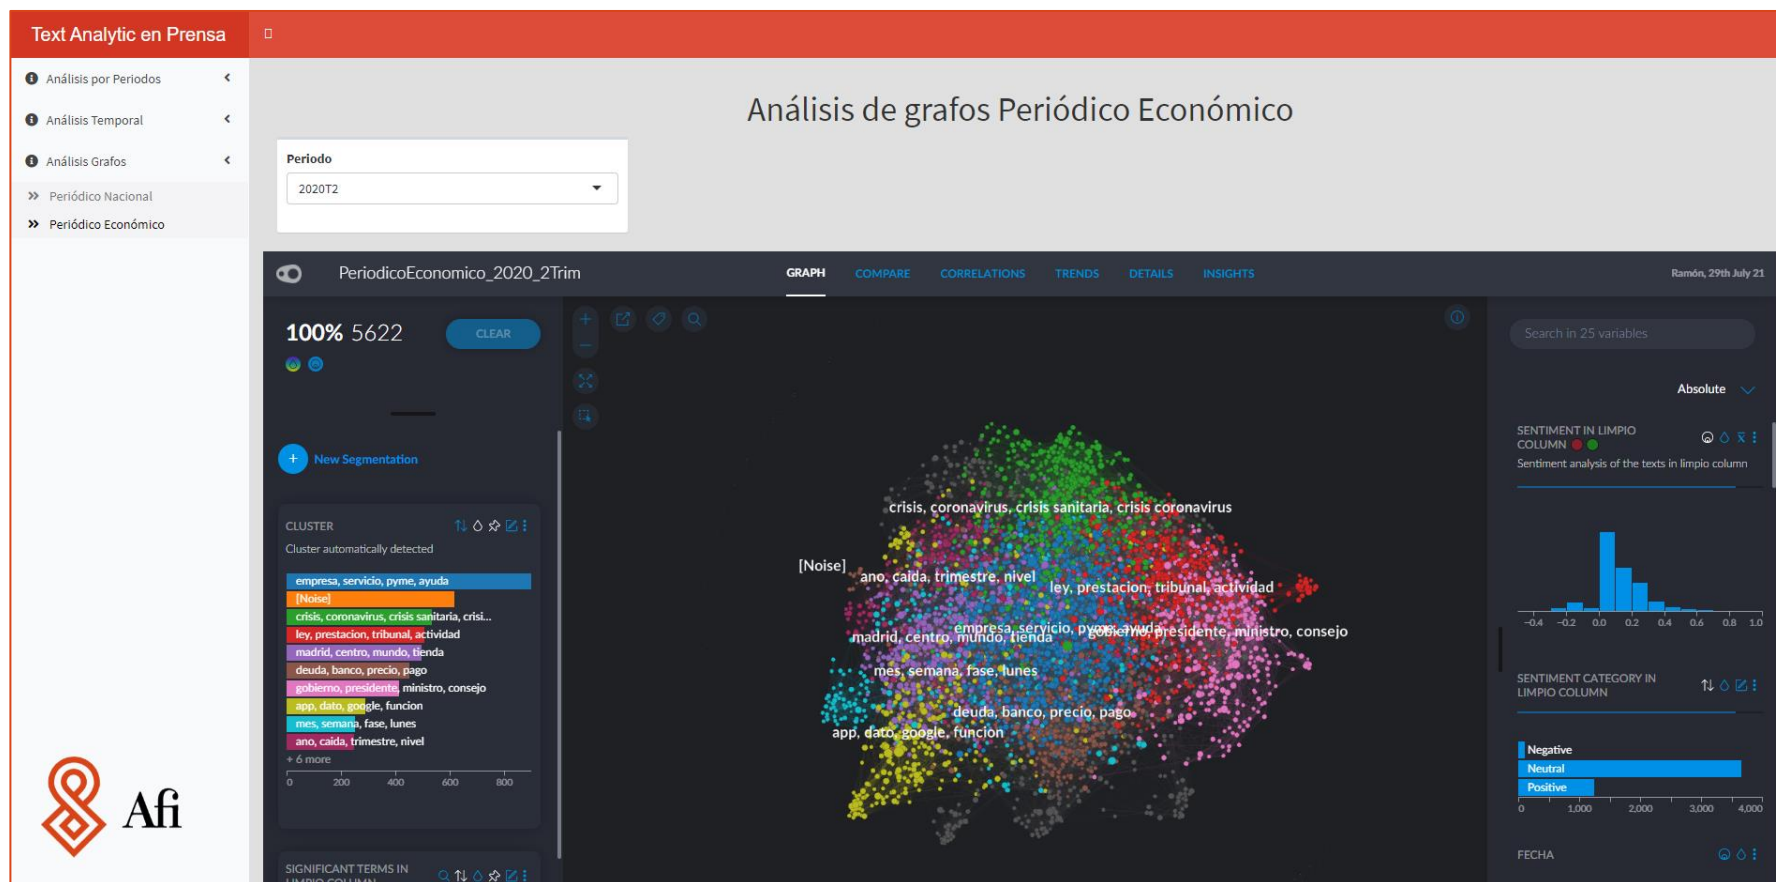 Text Analytic en Prensa
Análisis por Periodos
Análisis Temporal
Análisis Grafos
Periódico Nacional
Periódico Económico
Afi
Análisis de grafos Periódico Económico
Periodo
2020T2
PeriodicoEconomico_2020_2Trim
GRAPH
COMPARE
CORRELATIONS
TRENDS
DETAILS
INSIGHTS
Ramón, 29th July 21
100% 5622
CLEAR
New Segmentation
CLUSTER
Cluster automatically detected
empresa, servicio, pyme, ayuda
[Noise]
crisis, coronavirus, crisis sanitaria, crisi...
ley, prestacion, tribunal, actividad
madrid, centro, mundo, tienda
deuda, banco, precio, pago
gobierno, presidente, ministro, consejo
app, dato, google, funcion
mes, semana, fase, lunes
ano, caida, trimestre, nivel
+ 6 more
0 200 400 600 800
SIGNIFICANT TERMS IN
LIMPIO COLUMN
crisis, coronavirus, crisis sanitaria, crisis coronavirus
[Noise]
ano, caida, trimestre, nivel
ley, prestacion, tribunal, actividad
empresa, servicio, pyme, ayuda
madrid, centro, mundo, tienda
gobierno, presidente, ministro, consejo
mes, semana, fase, lunes
deuda, banco, precio, pago
app, dato, google, funcion
Search in 25 variables
Absolute
SENTIMENT IN LIMPIO
COLUMN
Sentiment analysis of the texts in limpio column
-0.4 -0.2 0.0 0.2 0.4 0.6 0.8 1.0
SENTIMENT CATEGORY IN
LIMPIO COLUMN
Negative
Neutral
Positive
0 1,000 2,000 3,000 4,000
FECHA